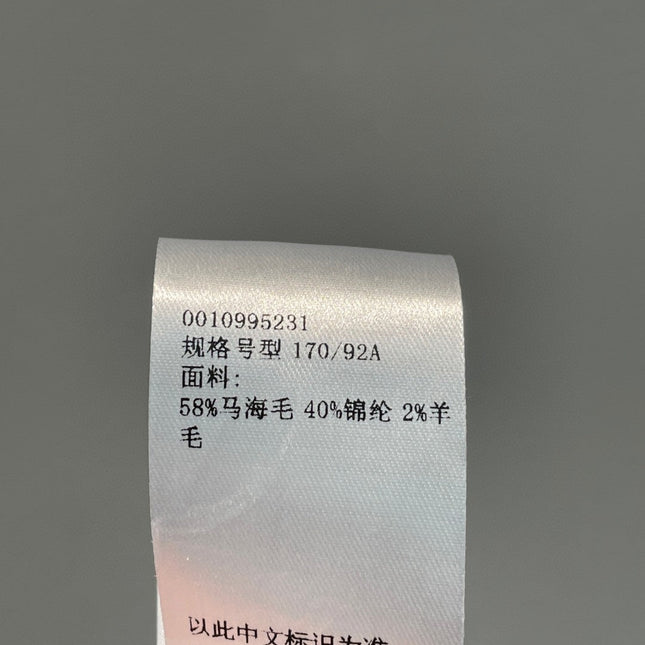 0010995231
规格号型 170/92A
面料:
58%马海毛 40%锦纶 2%羊
毛
以此中文标识为准